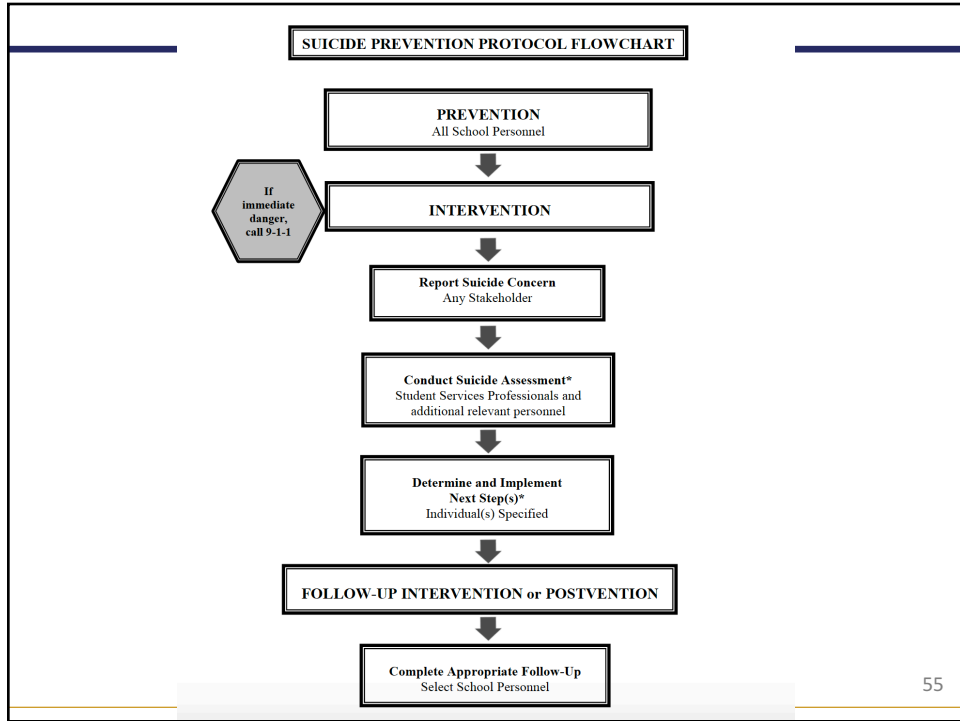 SUICIDE PREVENTION PROTOCOL FLOWCHART
PREVENTION
All School Personnel
If
immediate
danger,
call 9-1-1
INTERVENTION
Report Suicide Concern
Any Stakeholder
Conduct Suicide Assessment*
Student Services Professionals and
additional relevant personnel
Determine and Implement
Next Step(s)*
Individual(s) Specified
FOLLOW-UP INTERVENTION or POSTVENTION
Complete Appropriate Follow-Up
Select School Personnel
55